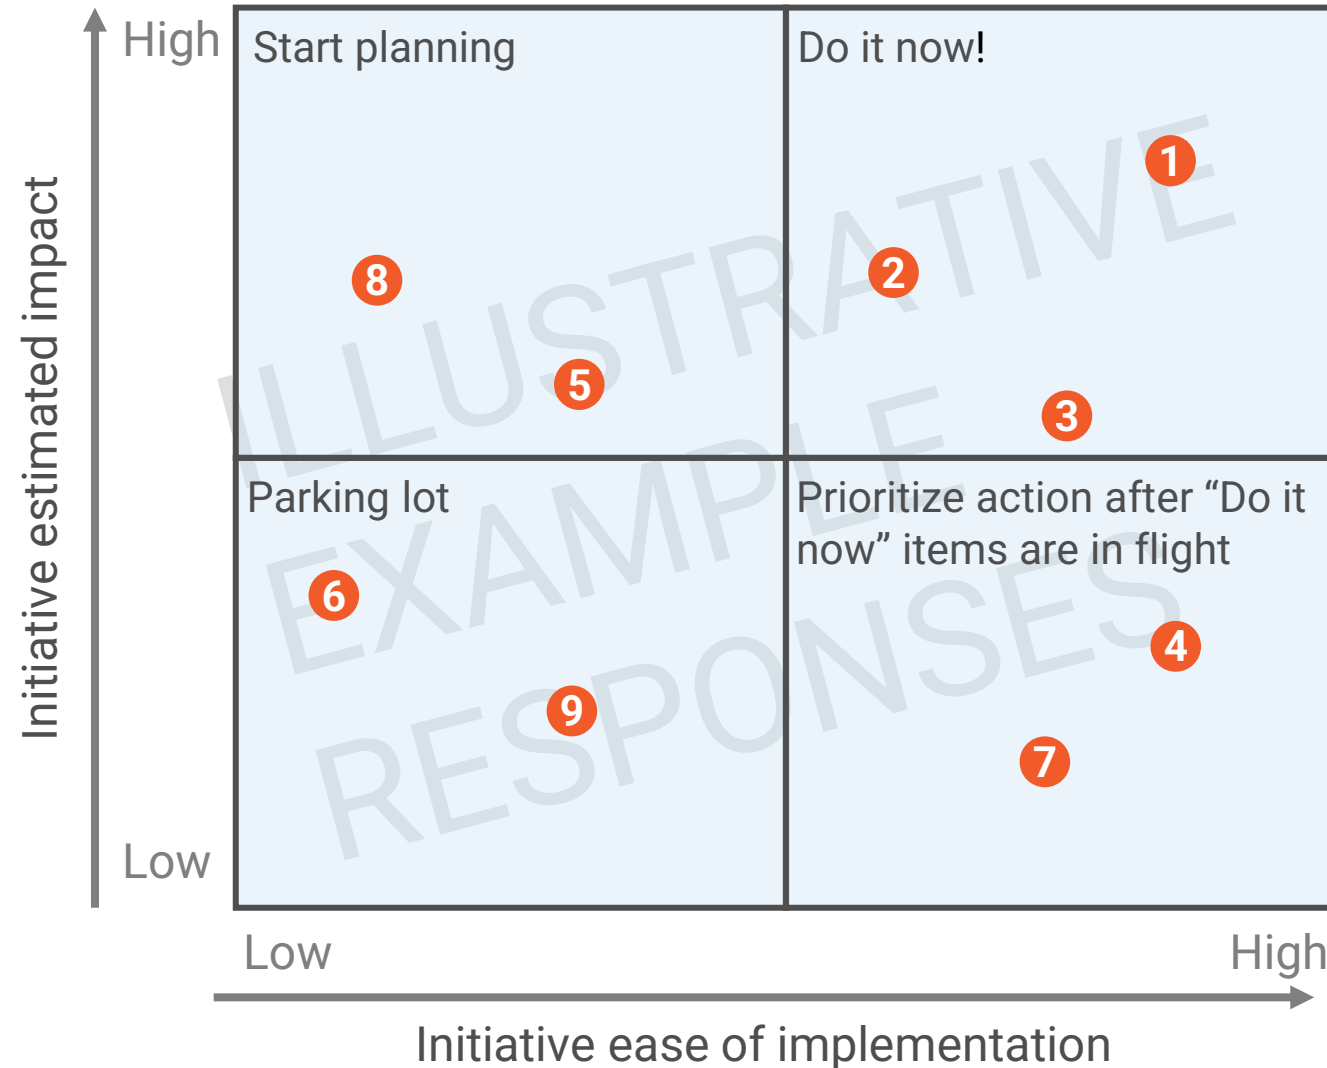 High
Start planning
Do it now!
1
2
8
5
3
Initiative estimated impact
ILLUSTRATIVE
EXAMPLE
RESPONSES
Parking lot
Prioritize action after “Do it
now” items are in flight
6
4
9
7
Low
Low
High
Initiative ease of implementation